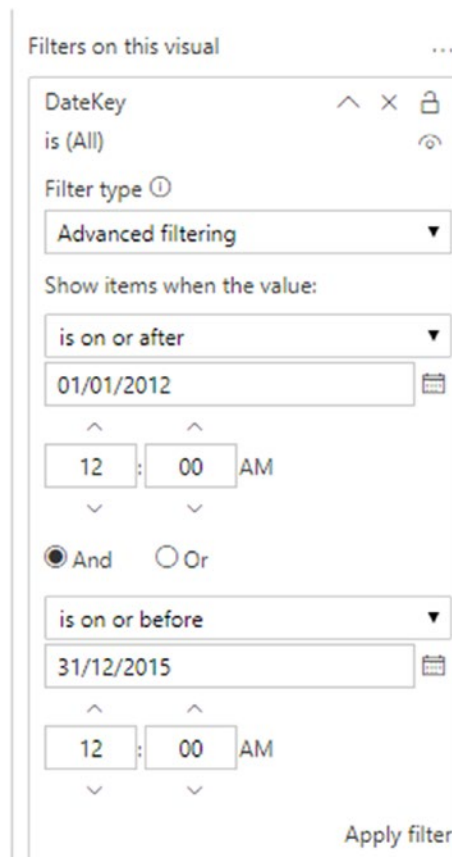 Filters on this visual ...
DateKey
is (All)
Filter type
Advanced filtering
Show items when the value:
is on or after
01/01/2012
12 : 00 AM
And Or
is on or before
31/12/2015
12 : 00 AM
Apply filter